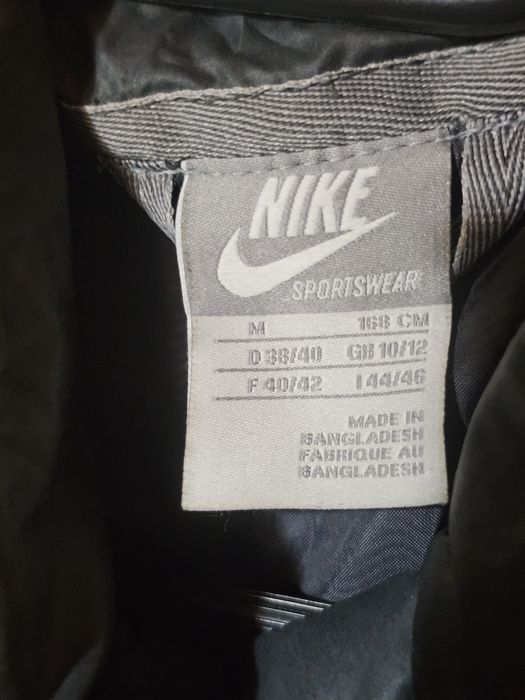 NIKE
SPORTSWEAR
M 168 CM
D 38/40 GB 10/12
F 40/42 I 44/46
MADE IN
BANGLADESH
FABRIQUE AU
BANGLADESH